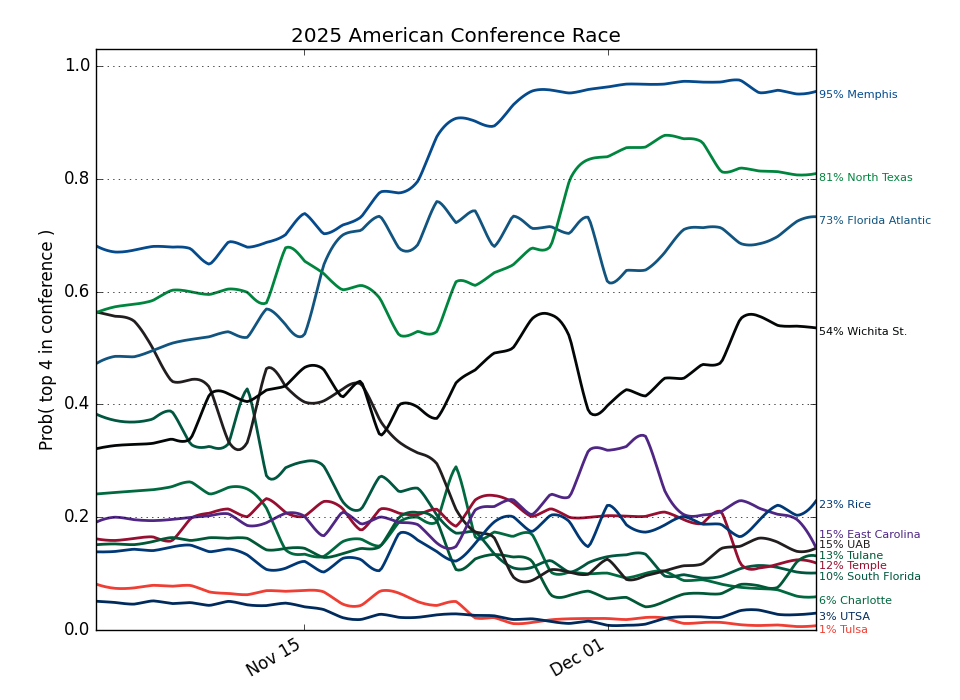 2025 American Conference Race
Prob( top 4 in conference )
1.0
0.8
0.6
0.4
0.2
0.0
Nov 15
Dec 01
95% Memphis
81% North Texas
73% Florida Atlantic
54% Wichita St.
23% Rice
15% East Carolina
15% UAB
13% Tulane
12% Temple
10% South Florida
6% Charlotte
3% UTSA
1% Tulsa